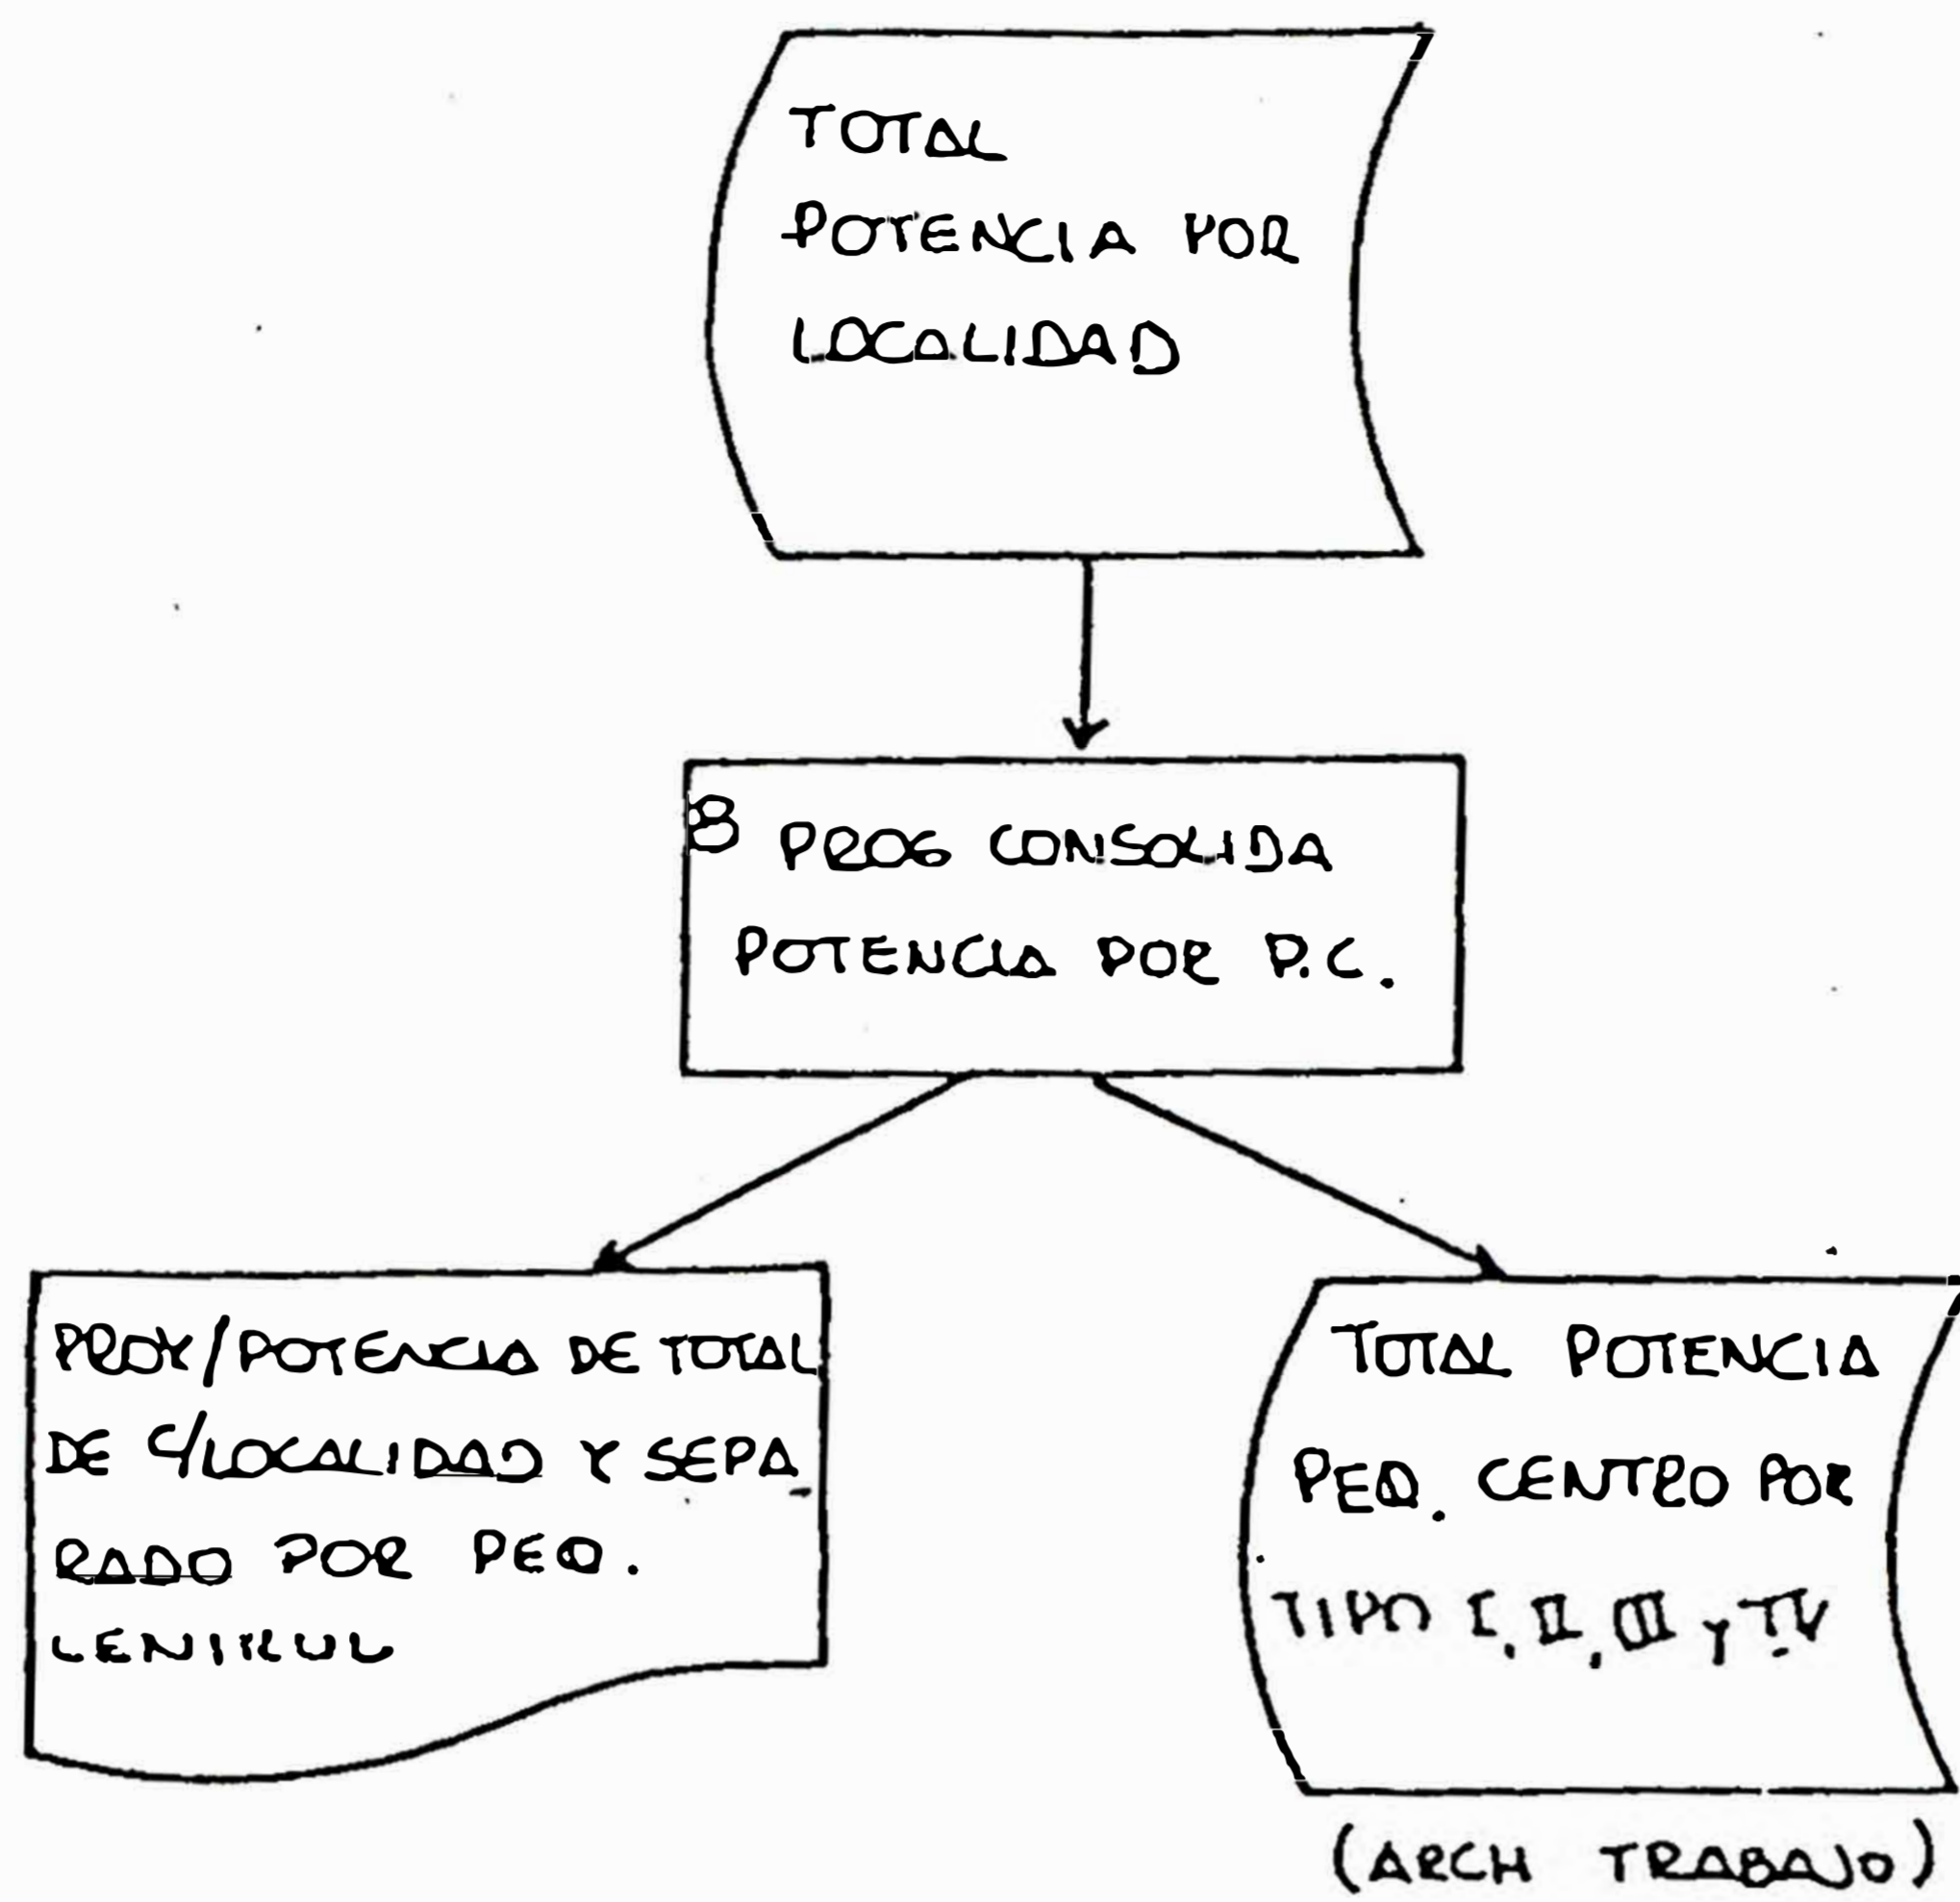 TOTAL
POTENCIA POR
LOCALIDAD
8 PROG CONSOLIDA
POTENCIA POR P.C.
PROY/POTENCIA DE TOTAL
DE C/LOCALIDAD Y SEPA-
RADO POR PEQ.
TOTAL POTENCIA
PEQ. CENTRO POR
TIPO I, II, III Y IV
(ARCH TRABAJO)